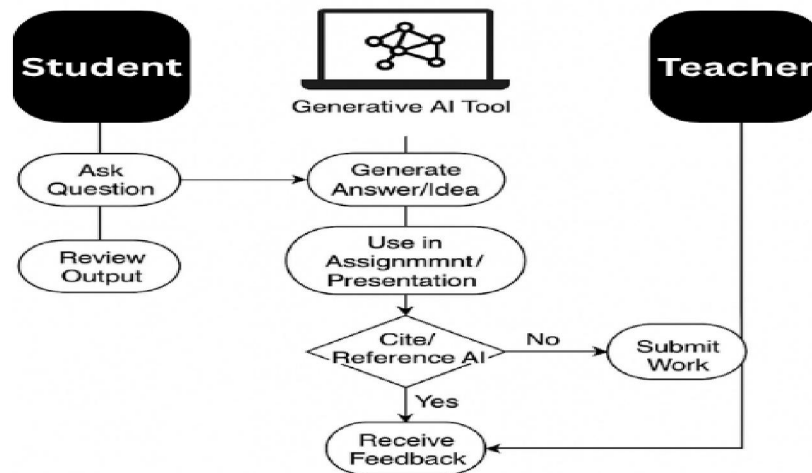 Student
Generative AI Tool
Teacher
Ask
Question
Generate
Answer/Idea
Review
Output
Use in
Assignmmnt/
Presentation
Cite/
Reference AI
No
Submit
Work
Yes
Receive
Feedback